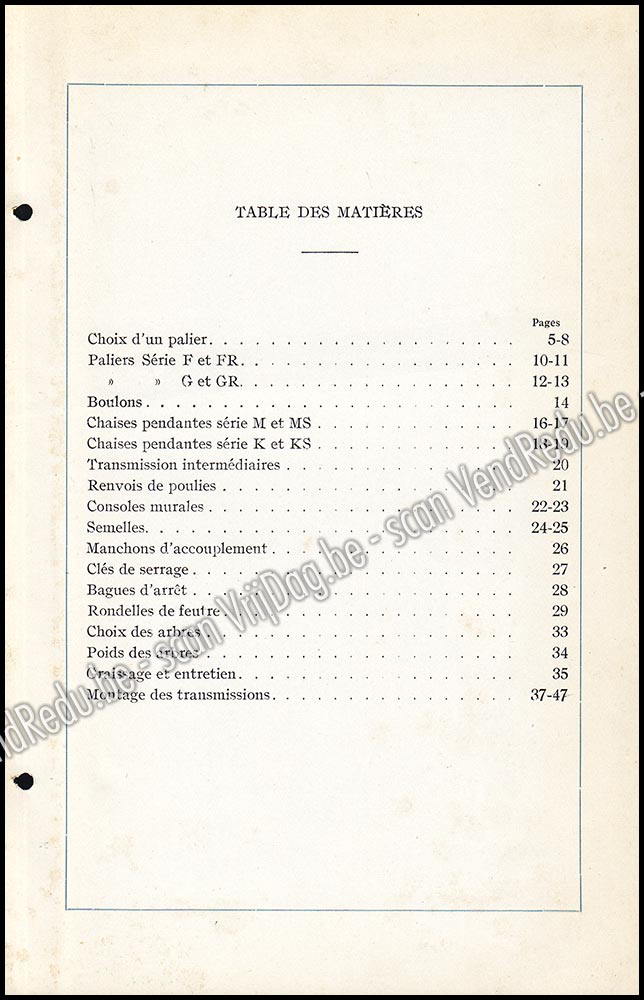 TABLE DES MATIÈRES
Pages
Choix d'un palier. . . . . . . . . . . . . . . 5-8
Paliers Série F et FR. . . . . . . . . . . . . . 10-11
» » G et GR. . . . . . . . . . . . . . 12-13
Boulons . . . . . . . . . . . . . . . . . . 14
Chaises pendantes série M et MS . . . . . . . . . . 16-17
Chaises pendantes série K et KS . . . . . . . . . . 18-19
Transmission intermédiaires . . . . . . . . . . . . 20
Renvois de poulies . . . . . . . . . . . . . . 21
Consoles murales . . . . . . . . . . . . . . . 22-23
Semelles. . . . . . . . . . . . . . . . . . 24-25
Manchons d'accouplement . . . . . . . . . . . . 26
Clés de serrage . . . . . . . . . . . . . . . . 27
Bagues d'arrêt . . . . . . . . . . . . . . . . 28
Rondelles de feutre . . . . . . . . . . . . . . 29
Choix des arbres . . . . . . . . . . . . . . . 33
Poids des arbres . . . . . . . . . . . . . . . 34
Graissage et entretien . . . . . . . . . . . . . . 35
Montage des transmissions . . . . . . . . . . . . 37-47
ndRedu.be - scan VrijDag.be - scan VendRedu.be -